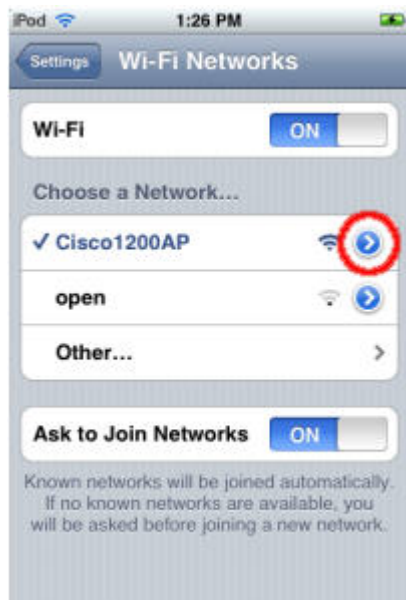 iPod 1:26 PM
Settings Wi-Fi Networks
Wi-Fi ON
Choose a Network...
✓ Cisco1200AP
open
Other...
Ask to Join Networks ON
Known networks will be joined automatically.
If no known networks are available, you
will be asked before joining a new network.